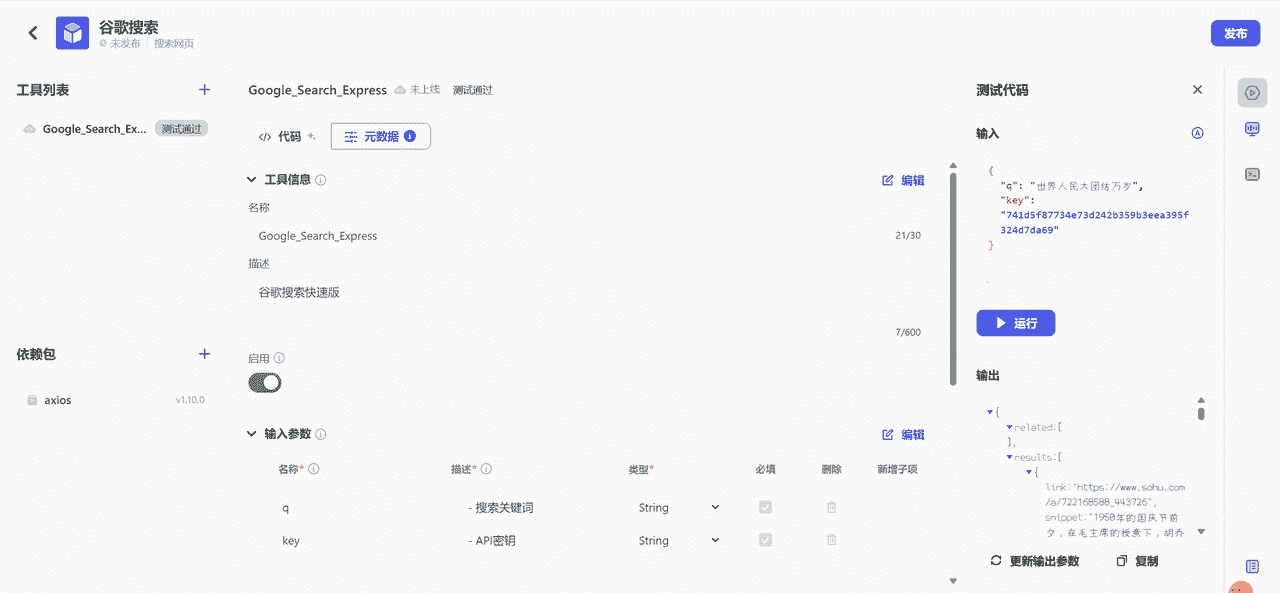 谷歌搜索
未发布 | 搜索网页
发布
工具列表
Google_Search_Ex... 测试通过
依赖包
axios v1.10.0
Google_Search_Express 未上线 测试通过
代码 元数据
工具信息
编辑
名称
Google_Search_Express
21/30
描述
谷歌搜索快速版
7/600
启用
输入参数
编辑
名称* 描述* 类型* 必填 删除 新增子项
q - 搜索关键词 String
key - API密钥 String
测试代码
输入
{
"q": "世界人民大团结万岁",
"key":
"741d5f87734e73d242b359b3eea395f
324d7da69"
}
运行
输出
{
related:[
],
results:[
{
link:"https://www.sohu.com
/a/722168588_443726",
snippet:"1950年的国庆节前
夕，在毛主席的授意下，胡乔
更新输出参数 复制